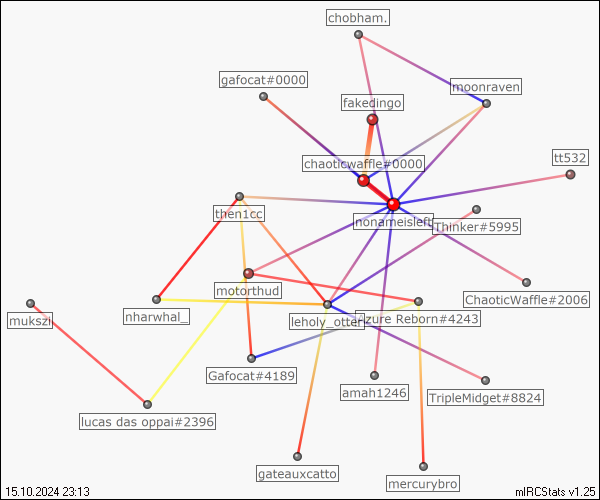 chobham.
gafocat#0000
moonraven
fakedingo
chaoticwaffle#0000
tt532
then1cc
nonameisleft
Thinker#5995
motorthud
ChaoticWaffle#2006
mukszi
nharwhal_
leholy_otter
Azure Reborn#4243
Gafocat#4189
amah1246
TripleMidget#8824
lucas das oppai#2396
gateauxcatto
mercurybro
15.10.2024 23:13
mIRCStats v1.25